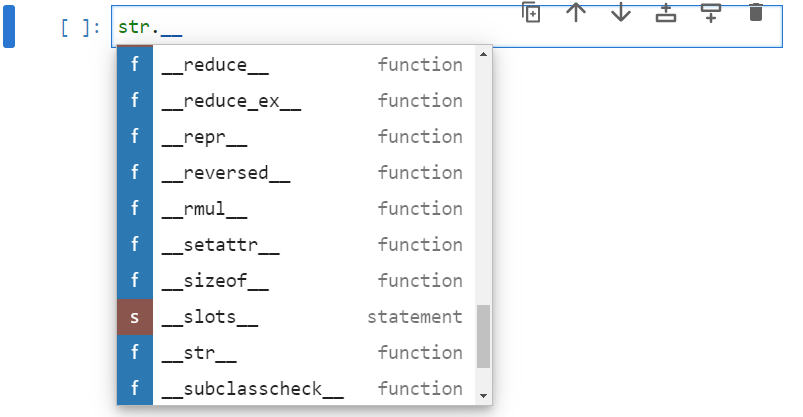 [ ]: str.__
f __reduce__ function
f __reduce_ex__ function
f __repr__ function
f __reversed__ function
f __rmul__ function
f __setattr__ function
f __sizeof__ function
s __slots__ statement
f __str__ function
f __subclasscheck__ function